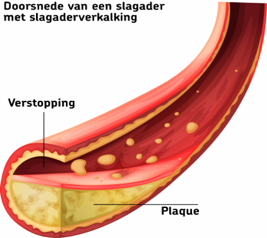 Doorsnede van een slagader
met slagaderverkalking
Verstopping
Plaque